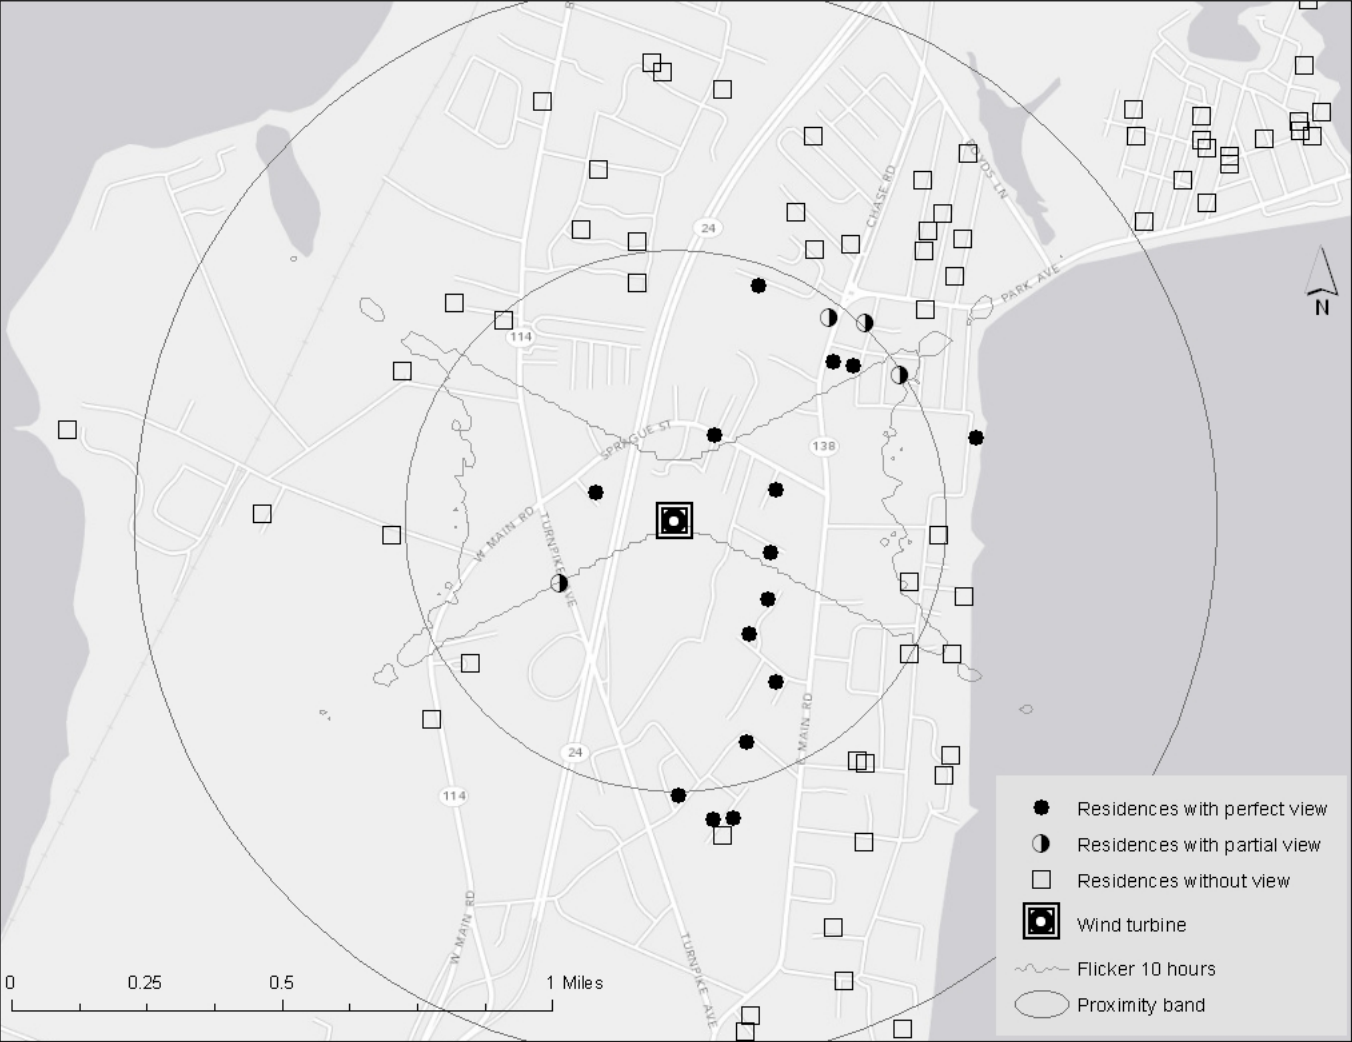 B
24
CHASE RD
BOYDS LN
PARK AVE
N
114
SPRAGUE ST
138
W MAIN RD
TURNPIKE AVE
24
E MAIN RD
114
W MAIN RD
TURNPIKE AVE
0 0.25 0.5 1 Miles
Residences with perfect view
Residences with partial view
Residences without view
Wind turbine
Flicker 10 hours
Proximity band